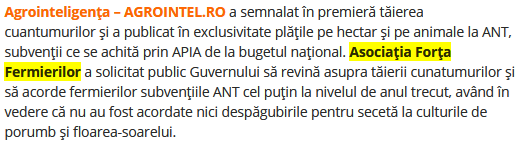 Agrointeligența – AGROINTEL.RO a semnalat în premieră tăierea
cuantumurilor și a publicat în exclusivitate plățile pe hectar și pe animale la ANT,
subvenții ce se achită prin APIA de la bugetul național. Asociația Forța
Fermierilor a solicitat public Guvernului să revină asupra tăierii cunatumurilor și
să acorde fermierilor subvențiile ANT cel puțin la nivelul de anul trecut, având în
vedere că nu au fost acordate nici despăgubirile pentru secetă la culturile de
porumb și floarea-soarelui.